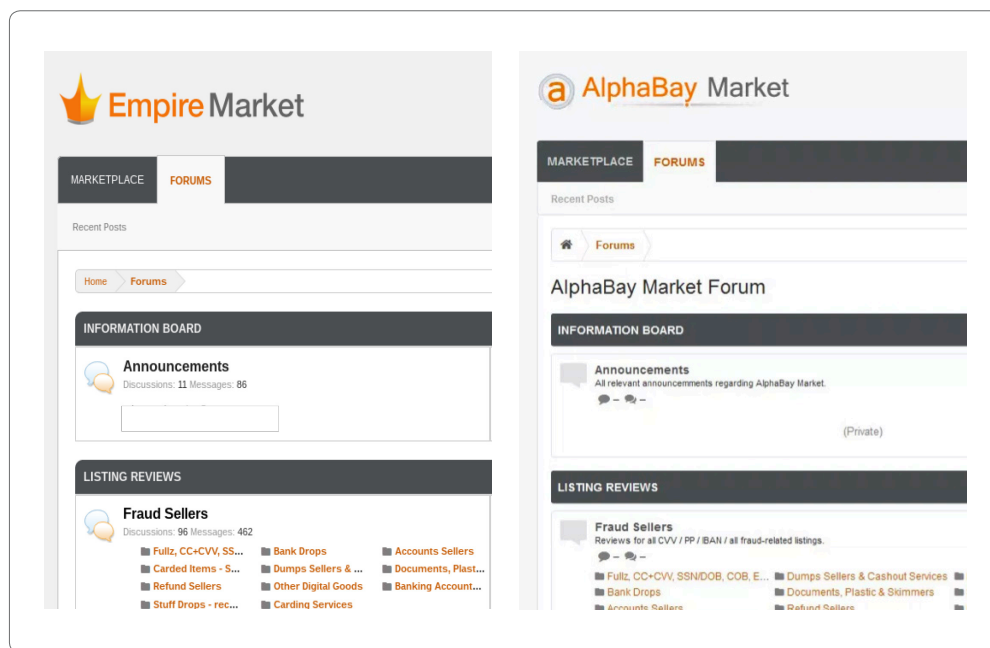 Empire Market
MARKETPLACE FORUMS
Recent Posts
Home Forums
INFORMATION BOARD
Announcements
Discussions: 11 Messages: 86
LISTING REVIEWS
Fraud Sellers
Discussions: 96 Messages: 462
Fullz, CC+CVV, SS... Bank Drops Accounts Sellers
Carded Items - S... Dumps Sellers & ... Documents, Plast...
Refund Sellers Other Digital Goods Banking Account...
Stuff Drops - rec... Carding Services
a AlphaBay Market
MARKETPLACE FORUMS
Recent Posts
Forums
AlphaBay Market Forum
INFORMATION BOARD
Announcements
All relevant announcemments regarding AlphaBay Market.
– –
(Private)
LISTING REVIEWS
Fraud Sellers
Reviews for all CVV / PP / BAN / all fraud-related listings.
– –
Fullz, CC+CVV, SSN/DOB, COB, E... Dumps Sellers & Cashout Services
Bank Drops Documents, Plastic & Skimmers
Accounts Sellers Refund Sellers